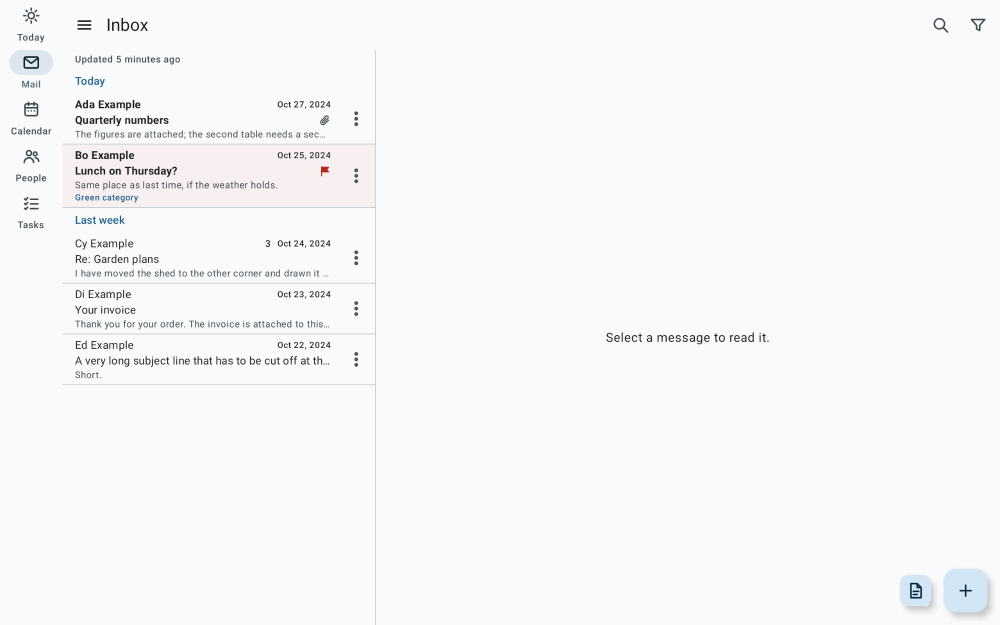 Today
Mail
Calendar
People
Tasks
Inbox
Updated 5 minutes ago
Today
Ada Example Oct 27, 2024
Quarterly numbers
The figures are attached; the second table needs a sec…
Bo Example Oct 25, 2024
Lunch on Thursday?
Same place as last time, if the weather holds.
Green category
Last week
Cy Example 3 Oct 24, 2024
Re: Garden plans
I have moved the shed to the other corner and drawn it …
Di Example Oct 23, 2024
Your invoice
Thank you for your order. The invoice is attached to this…
Ed Example Oct 22, 2024
A very long subject line that has to be cut off at th…
Short.
Select a message to read it.